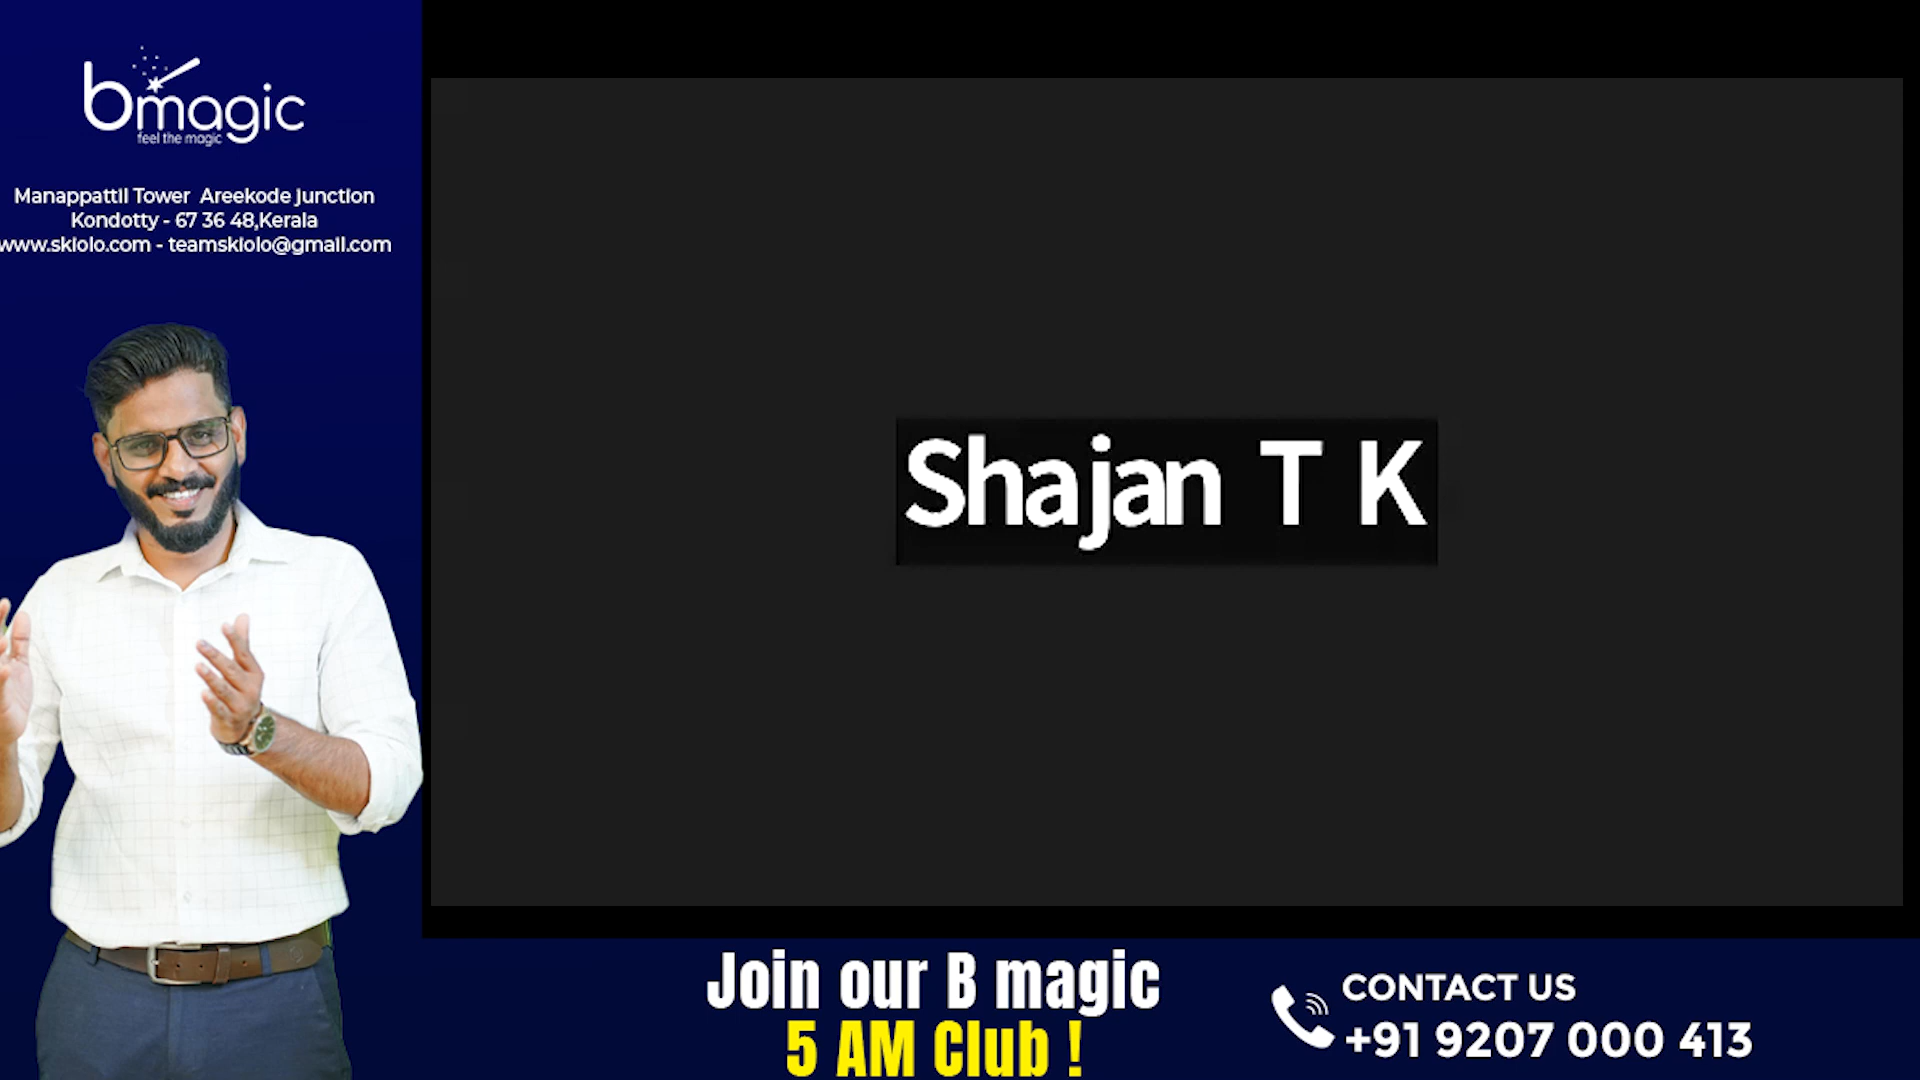 bmagic
feel the magic
Manappattil Tower Areekode junction
Kondotty - 67 36 48,Kerala
www.skiolo.com - teamskiolo@gmail.com
Shajan T K
Join our B magic
5 AM Club !
CONTACT US
+91 9207 000 413